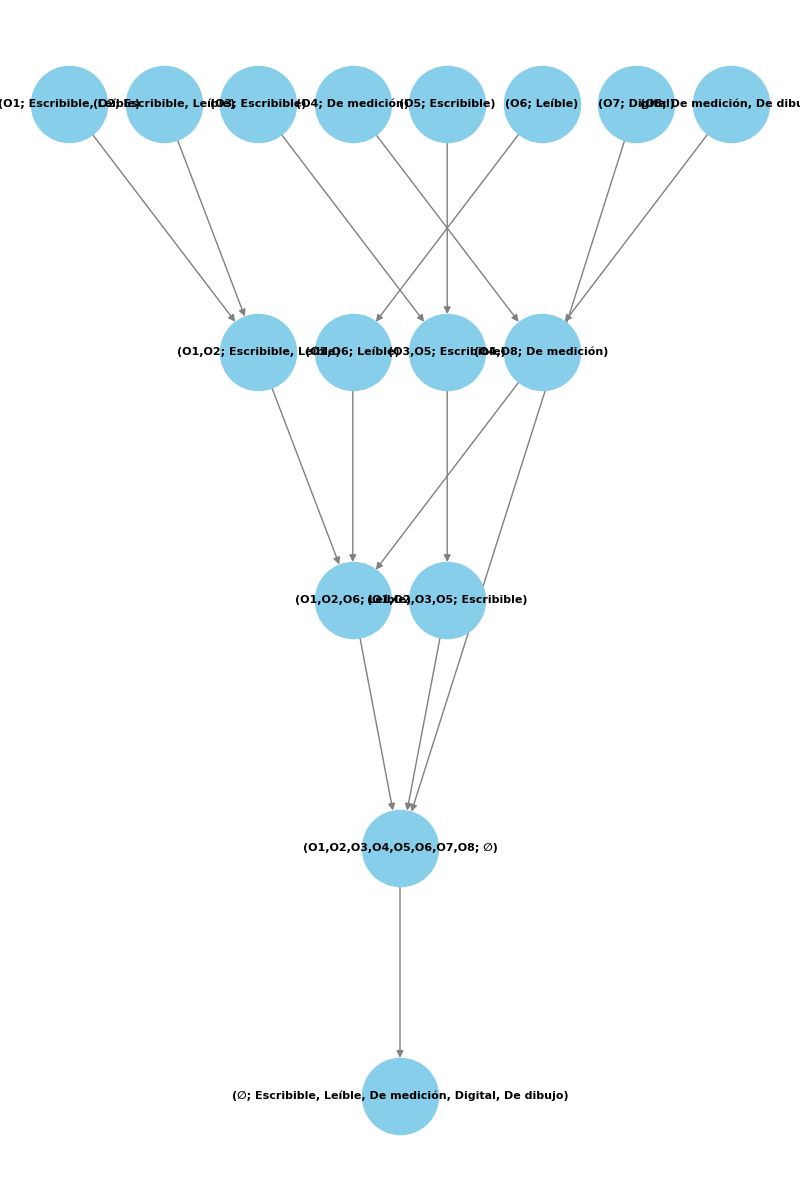 (O1; Escribible, Leíble) (O2; Escribible, Leíble) (O3; Escribible) (O4; De medición) (O5; Escribible) (O6; Leíble) (O7; Digital) (O8; De medición, De dibu
(O1,O2; Escribible, Leíble) (O1,O6; Leíble) (O3,O5; Escribible) (O4,O8; De medición)
(O1,O2,O6; Leíble) (O1,O2,O3,O5; Escribible)
(O1,O2,O3,O4,O5,O6,O7,O8; ∅)
(∅; Escribible, Leíble, De medición, Digital, De dibujo)